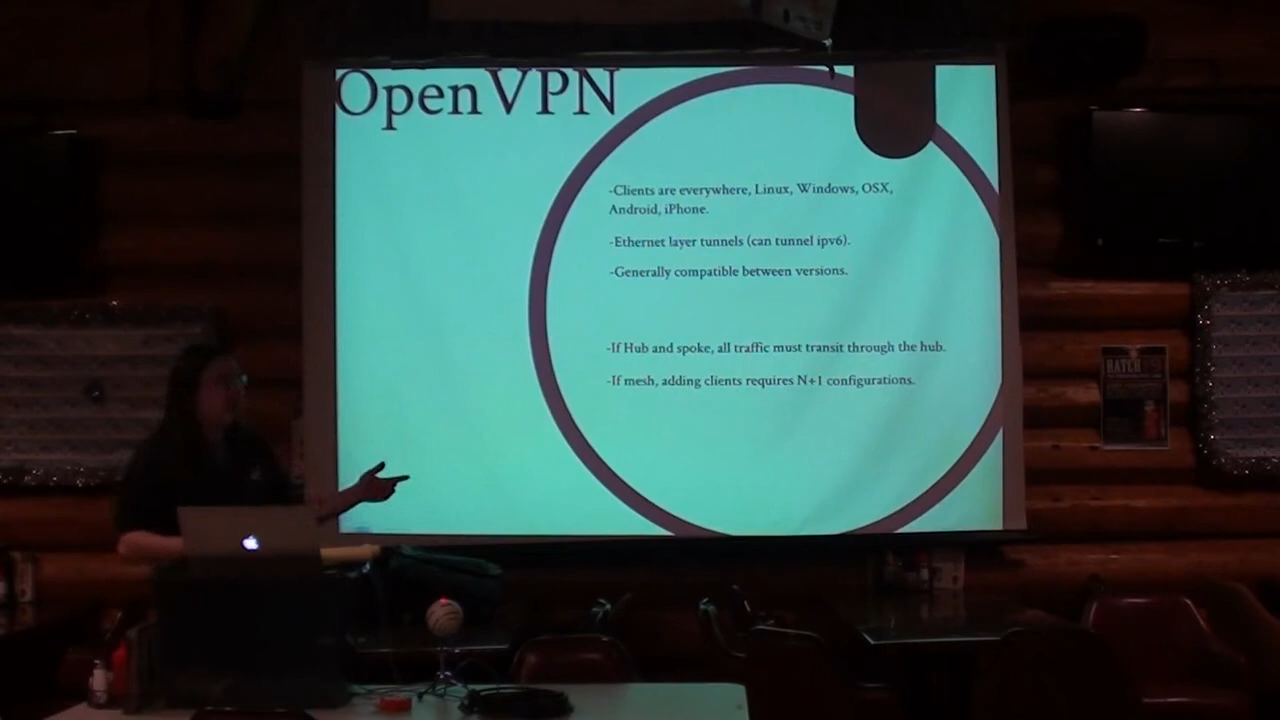 OpenVPN
-Clients are everywhere, Linux, Windows, OSX,
Android, iPhone.
-Ethernet layer tunnels (can tunnel ipv6).
-Generally compatible between versions.
-If Hub and spoke, all traffic must transit through the hub.
-If mesh, adding clients requires N+1 configurations.
BATCH